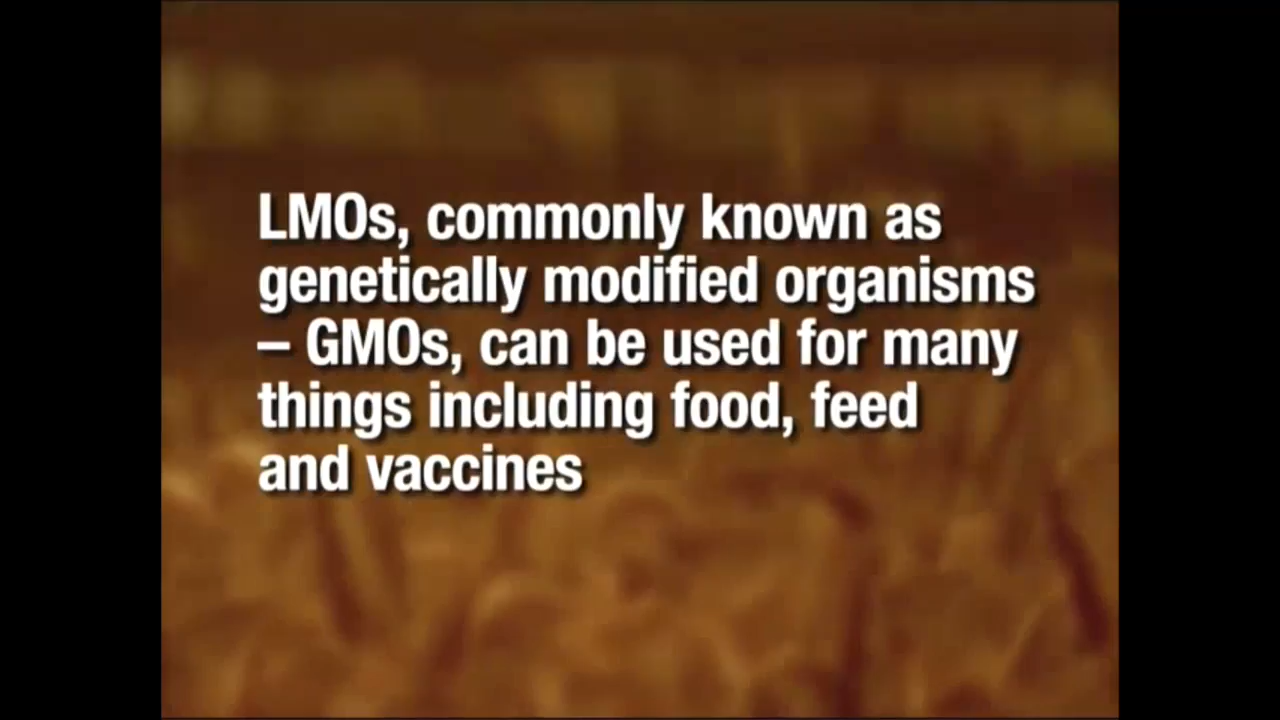 LMOs, commonly known as
genetically modified organisms
– GMOs, can be used for many
things including food, feed
and vaccines